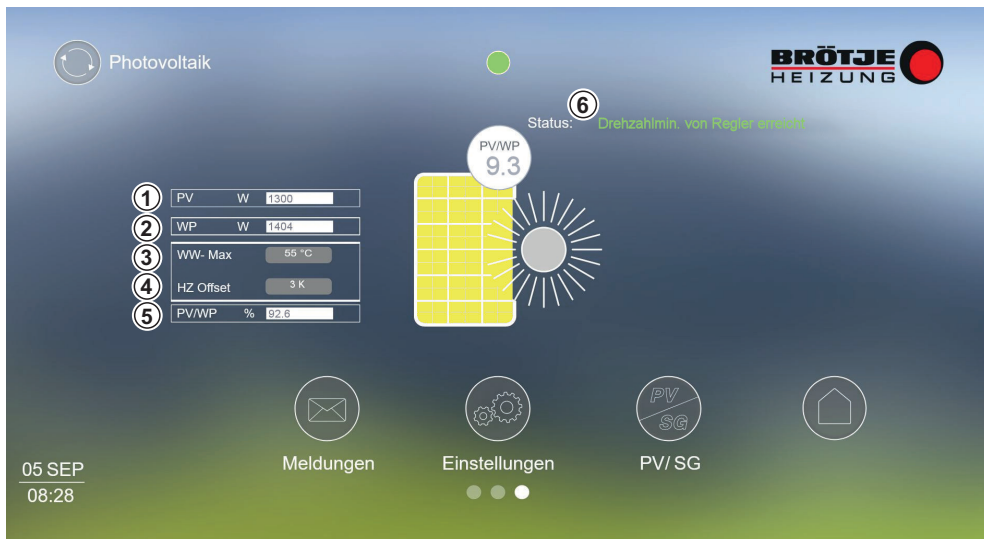 Photovoltaik
BRÖTJE
HEIZUNG
6
Status: Drehzahlmin. von Regler erreicht
PV/WP
9.3
1 PV W 1300
2 WP W 1404
3 WW- Max 55 °C
4 HZ Offset 3 K
5 PV/WP % 92.6
PV
SG
Meldungen
Einstellungen
PV/ SG
05 SEP
08:28